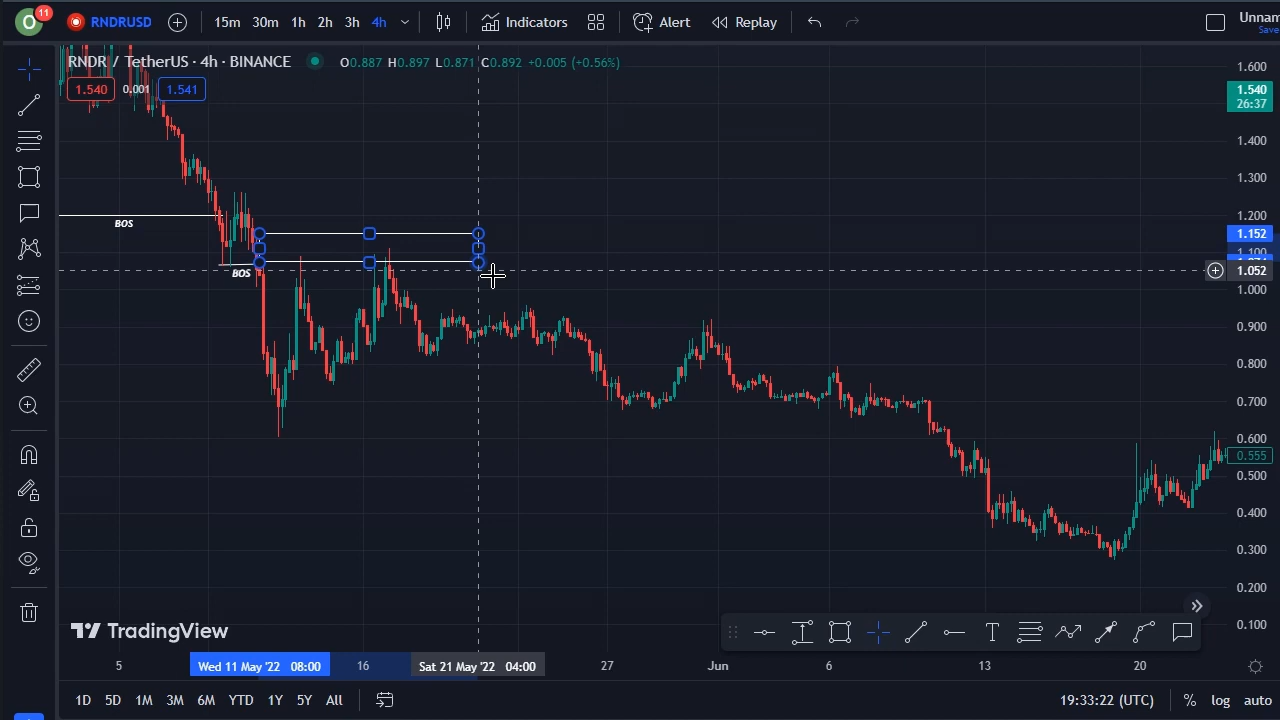 O 11 RNDRUSD 15m 30m 1h 2h 3h 4h Indicators Alert Replay Unnam
Save
RNDR / TetherUS · 4h · BINANCE O0.887 H0.897 L0.871 C0.892 +0.005 (+0.56%)
1.540 0.001 1.541
1.600
1.540
26:37
1.400
1.300
1.200
BOS
1.152
1.100
BOS
1.052
1.000
0.900
0.800
0.700
0.600
0.555
0.500
0.400
0.300
0.200
0.100
TradingView
T
5 Wed 11 May '22 08:00 16 Sat 21 May '22 04:00 27 Jun 6 13 20
1D 5D 1M 3M 6M YTD 1Y 5Y All 19:33:22 (UTC) % log auto